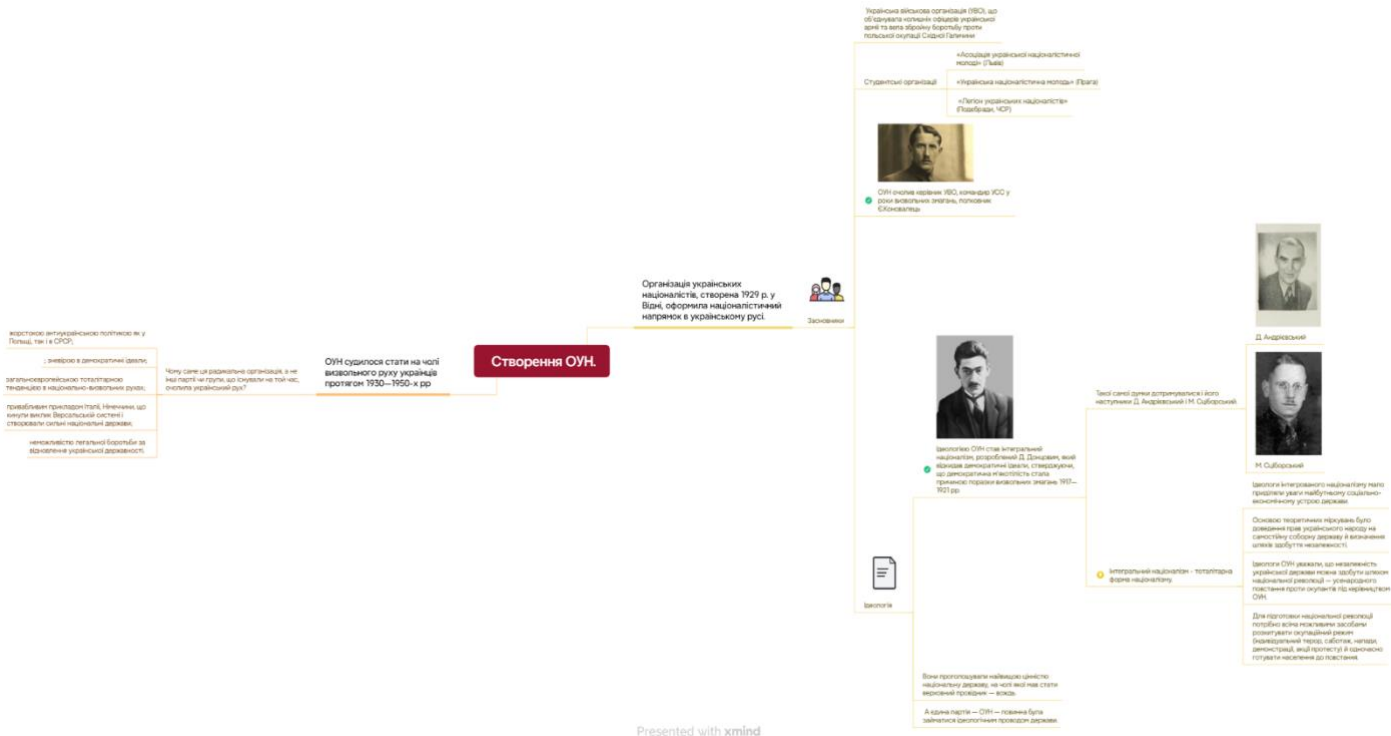 Створення ОУН.
Організація українських
націоналістів, створена 1929 р. у
Відні, оформила націоналістичний
напрямок в українському русі.
Засновники
Українська військова організація (УВО), що
об'єднувала колишніх офіцерів української
армії та вела збройну боротьбу проти
польської окупації Східної Галичини
Студентські організації
«Асоціація української націоналістичної
молоді» (Львів)
«Українська націоналістична молодь» (Прага)
«Легіон українських націоналістів»
(Подебради, ЧСР)
ОУН очолив керівник УВО, командир УСС у
роки визвольних змагань, полковник
Є.Коновалець
Ідеологія
Ідеологією ОУН став інтегральний
націоналізм, розроблений Д. Донцовим, який
відкидав демократичні ідеали, стверджуючи,
що демократична м'якотілість стала
причиною поразки визвольних змагань 1917—
1921 рр.
Такої самої думки дотримувалися і його
наступники Д. Андрієвський і М. Сціборський
Д. Андрієвський
М. Сціборський
Інтегральний націоналізм - тоталітарна
форма націоналізму.
Ідеологи інтегрованого націоналізму мало
приділяли уваги майбутньому соціально-
економічному устрою держави.
Основою теоретичних міркувань було
доведення прав українського народу на
самостійну соборну державу й визначення
шляхів здобуття незалежності.
Ідеологи ОУН уважали, що незалежність
української держави можна здобути шляхом
національної революції — усенародного
повстання проти окупантів під керівництвом
ОУН.
Для підготовки національної революції
потрібно всіма можливими засобами
розхитувати окупаційний режим
(індивідуальний терор, саботаж, напади,
демонстрації, акції протесту) й одночасно
готувати населення до повстання.
Вони проголошували найвищою цінністю
національну державу, на чолі якої мав стати
верховний провідник — вождь.
А єдина партія — ОУН — повинна була
займатися ідеологічним проводом держави.
ОУН судилося стати на чолі
визвольного руху українців
протягом 1930—1950-х рр
Чому саме ця радикальна організація, а не
інші партії чи групи, що існували на той час,
очолила український рух?
жорстокою антиукраїнською політикою як у
Польщі, так і в СРСР;
; зневірою в демократичні ідеали;
загальноєвропейською тоталітарною
тенденцією в національно-визвольних рухах;
привабливим прикладом Італії, Німеччини, що
кинули виклик Версальській системі і
створювали сильні національні держави.
неможливістю легальної боротьби за
відновлення української державності.
Presented with xmind